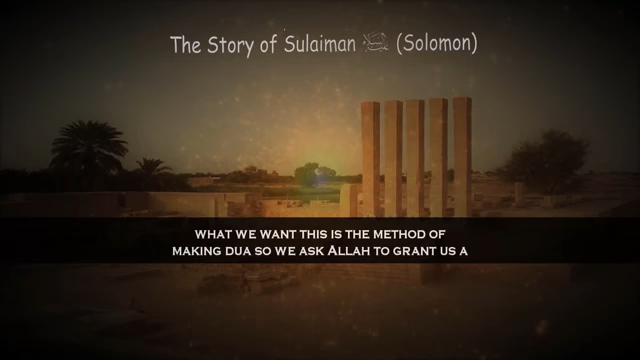 The Story of Sulaiman (Solomon)
WHAT WE WANT THIS IS THE METHOD OF
MAKING DUA SO WE ASK ALLAH TO GRANT US A